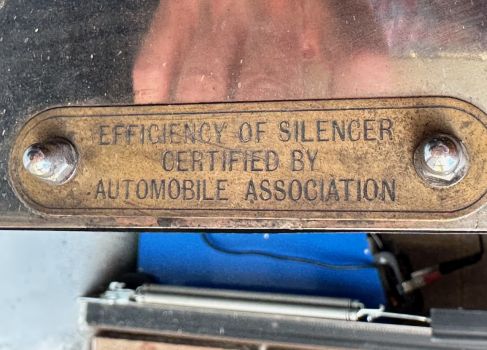 EFFICIENCY OF SILENCER
CERTIFIED BY
AUTOMOBILE ASSOCIATION